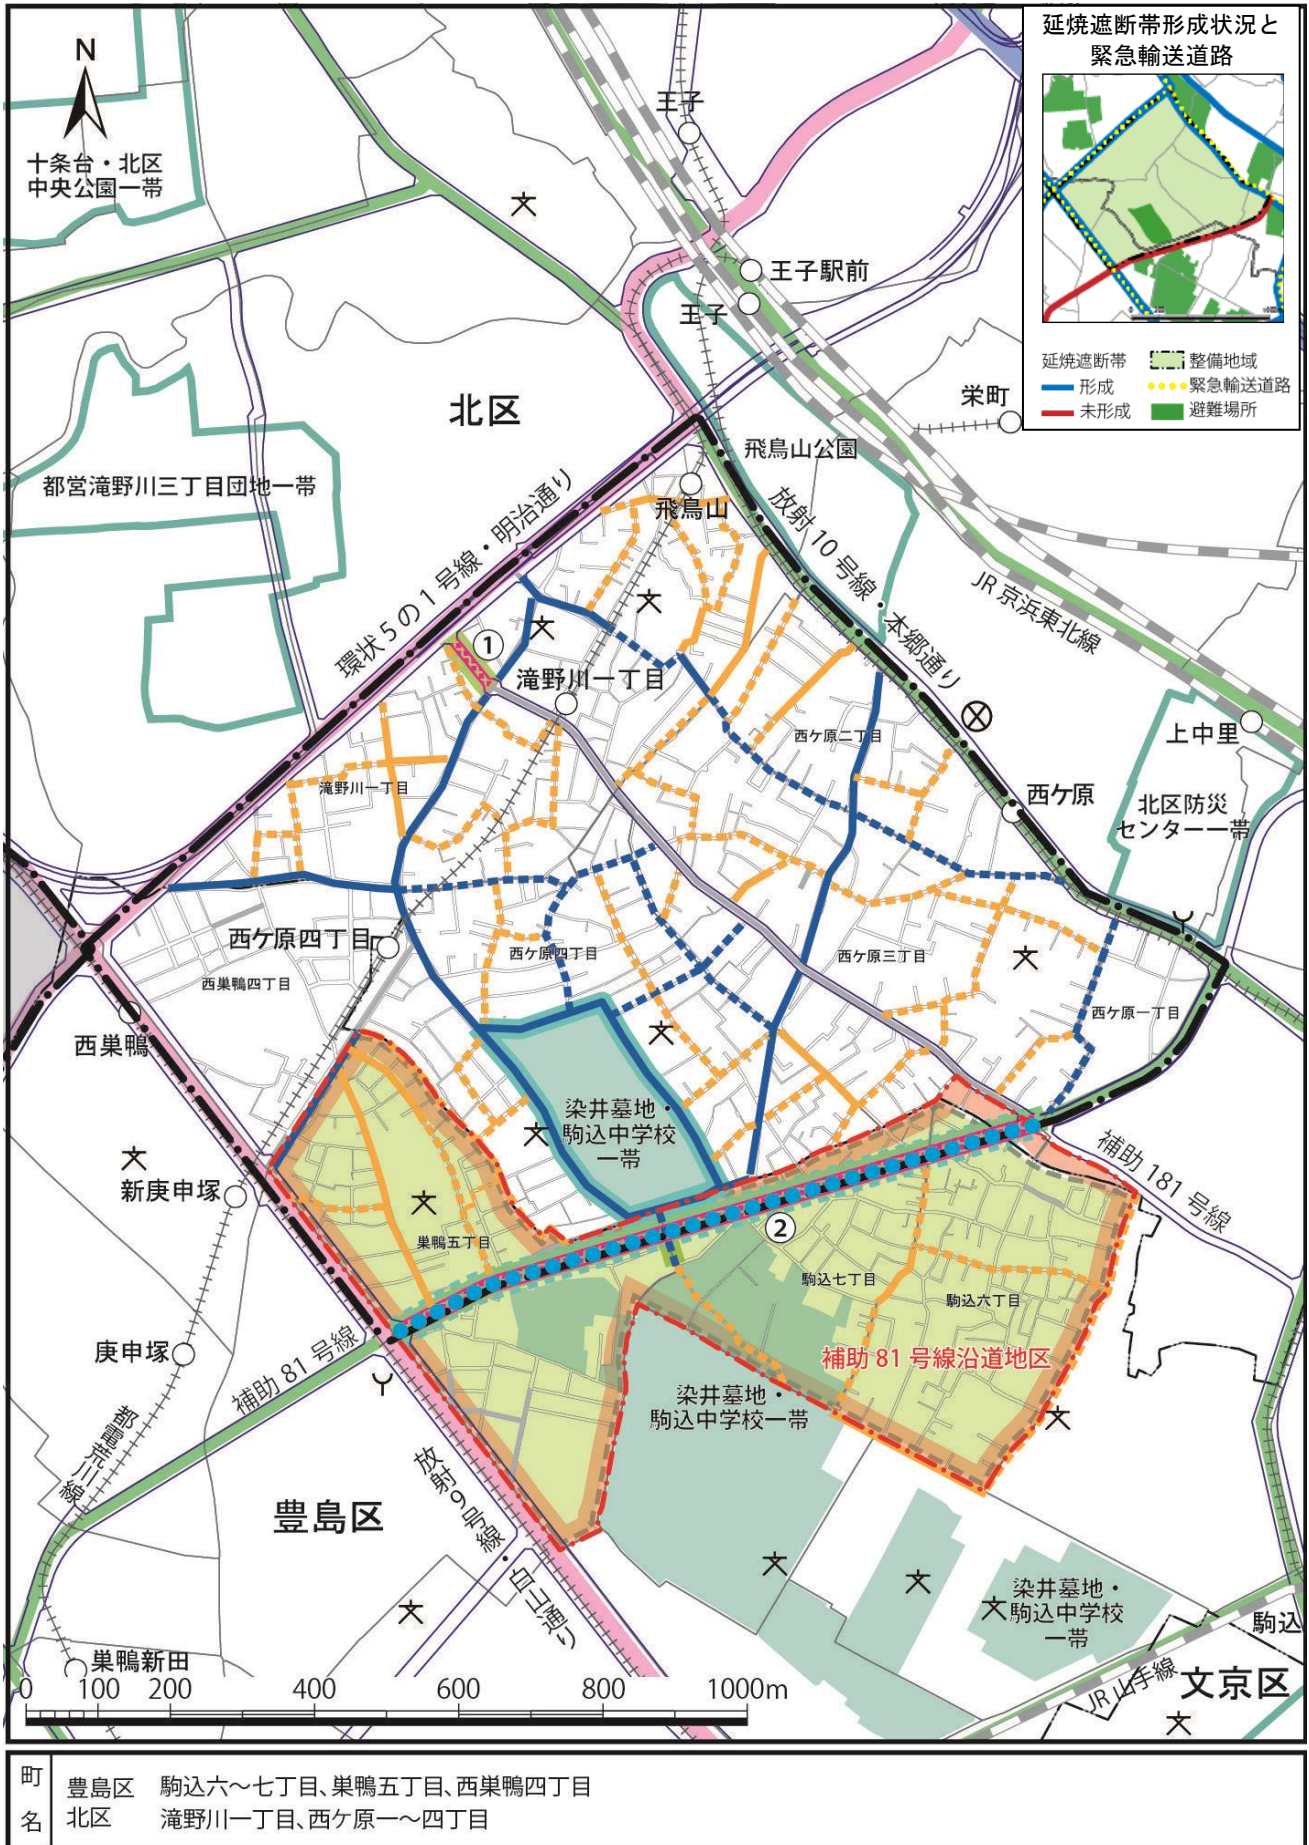 延焼遮断帯形成状況と
緊急輸送道路
延焼遮断帯
形成
未形成
整備地域
緊急輸送道路
避難場所
N
十条台・北区
中央公園一帯
王子
王子駅前
王子
栄町
北区
飛鳥山公園
都営滝野川三丁目団地一帯
飛鳥山
環状5の1号線・明治通り
放射10号線・本郷通り
JR京浜東北線
①
滝野川一丁目
西ケ原二丁目
上中里
滝野川一丁目
西ケ原
北区防災
センター一帯
西ケ原四丁目
西ケ原四丁目
西ケ原三丁目
西巣鴨四丁目
西ケ原一丁目
西巣鴨
染井墓地・
駒込中学校
一帯
補助181号線
新庚申塚
②
巣鴨五丁目
駒込七丁目
駒込六丁目
庚申塚
補助81号線
補助81号線沿道地区
染井墓地・
駒込中学校一帯
都電荒川線
放射9号線・白山通り
豊島区
染井墓地・
駒込中学校
一帯
駒込
巣鴨新田
JR山手線
文京区
0 100 200 400 600 800 1000m
町名
豊島区 駒込六～七丁目、巣鴨五丁目、西巣鴨四丁目
北区 滝野川一丁目、西ケ原一～四丁目